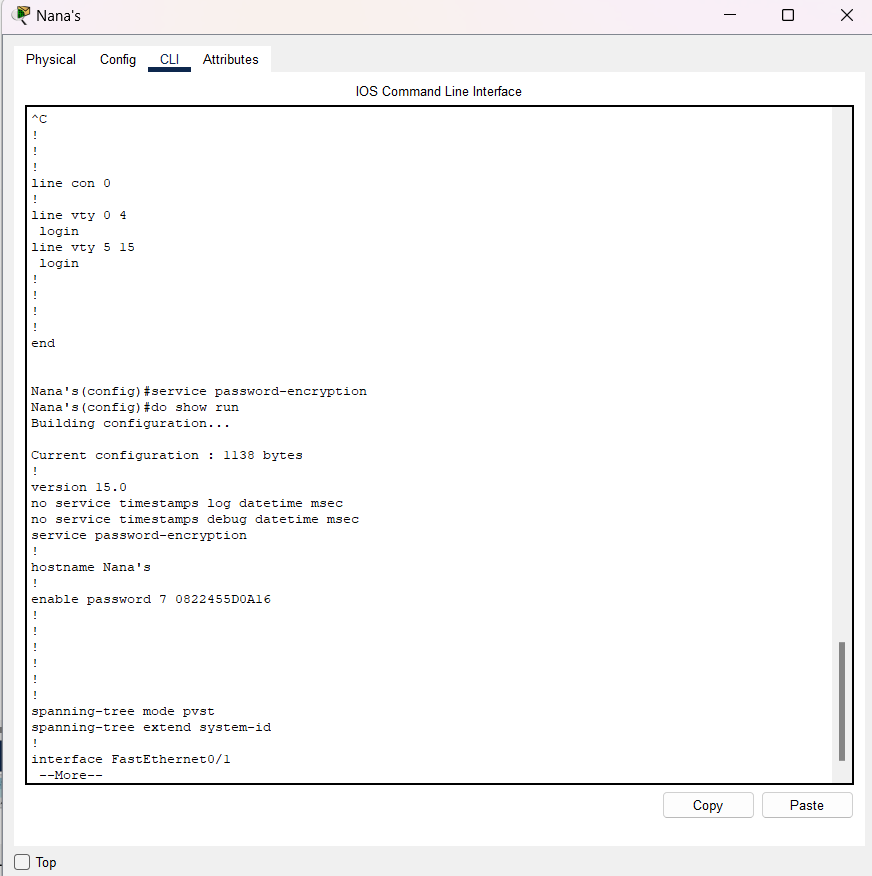 Nana's
Physical Config CLI Attributes
IOS Command Line Interface
^C
!
!
!
line con 0
!
line vty 0 4
 login
line vty 5 15
 login
!
!
!
!
end
Nana's(config)#service password-encryption
Nana's(config)#do show run
Building configuration...
Current configuration : 1138 bytes
!
version 15.0
no service timestamps log datetime msec
no service timestamps debug datetime msec
service password-encryption
!
hostname Nana's
!
enable password 7 0822455D0A16
!
!
!
!
!
!
spanning-tree mode pvst
spanning-tree extend system-id
!
interface FastEthernet0/1
 --More--
Copy Paste
Top